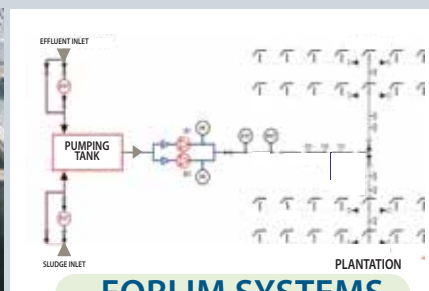 EFFLUENT INLET
PUMPING
TANK
SLUDGE INLET
PLANTATION
FORUM SYSTEMS